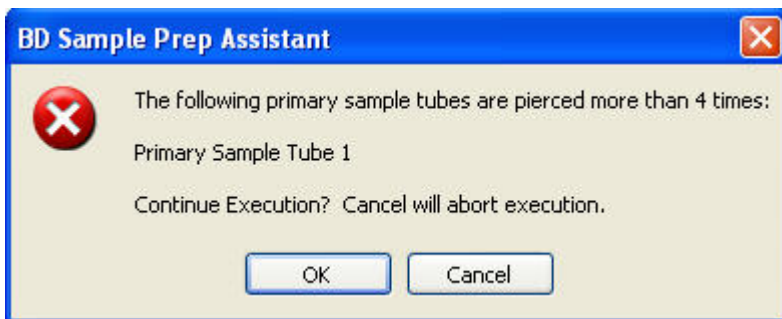 BD Sample Prep Assistant
The following primary sample tubes are pierced more than 4 times:
Primary Sample Tube 1
Continue Execution?  Cancel will abort execution.
OK
Cancel